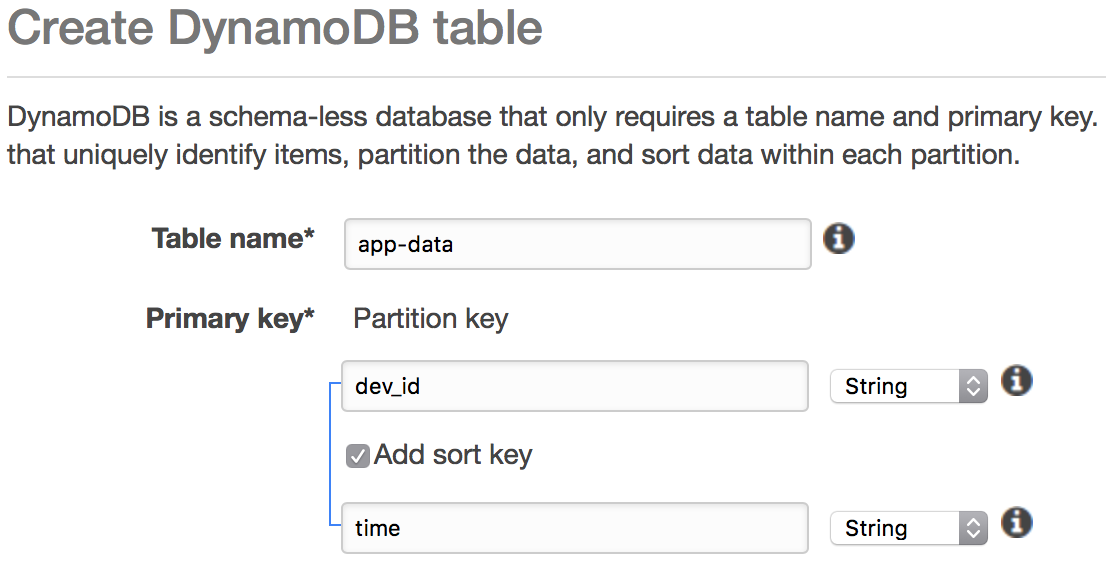 Create DynamoDB table
DynamoDB is a schema-less database that only requires a table name and primary key.
that uniquely identify items, partition the data, and sort data within each partition.
Table name* app-data
Primary key* Partition key
dev_id String
Add sort key
time String